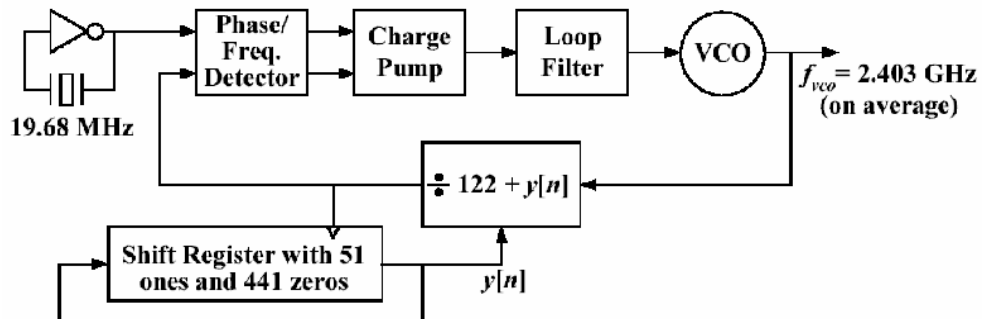 Phase/
Freq.
Detector
Charge
Pump
Loop
Filter
VCO
19.68 MHz
f_vco = 2.403 GHz
(on average)
÷ 122 + y[n]
Shift Register with 51
ones and 441 zeros
y[n]